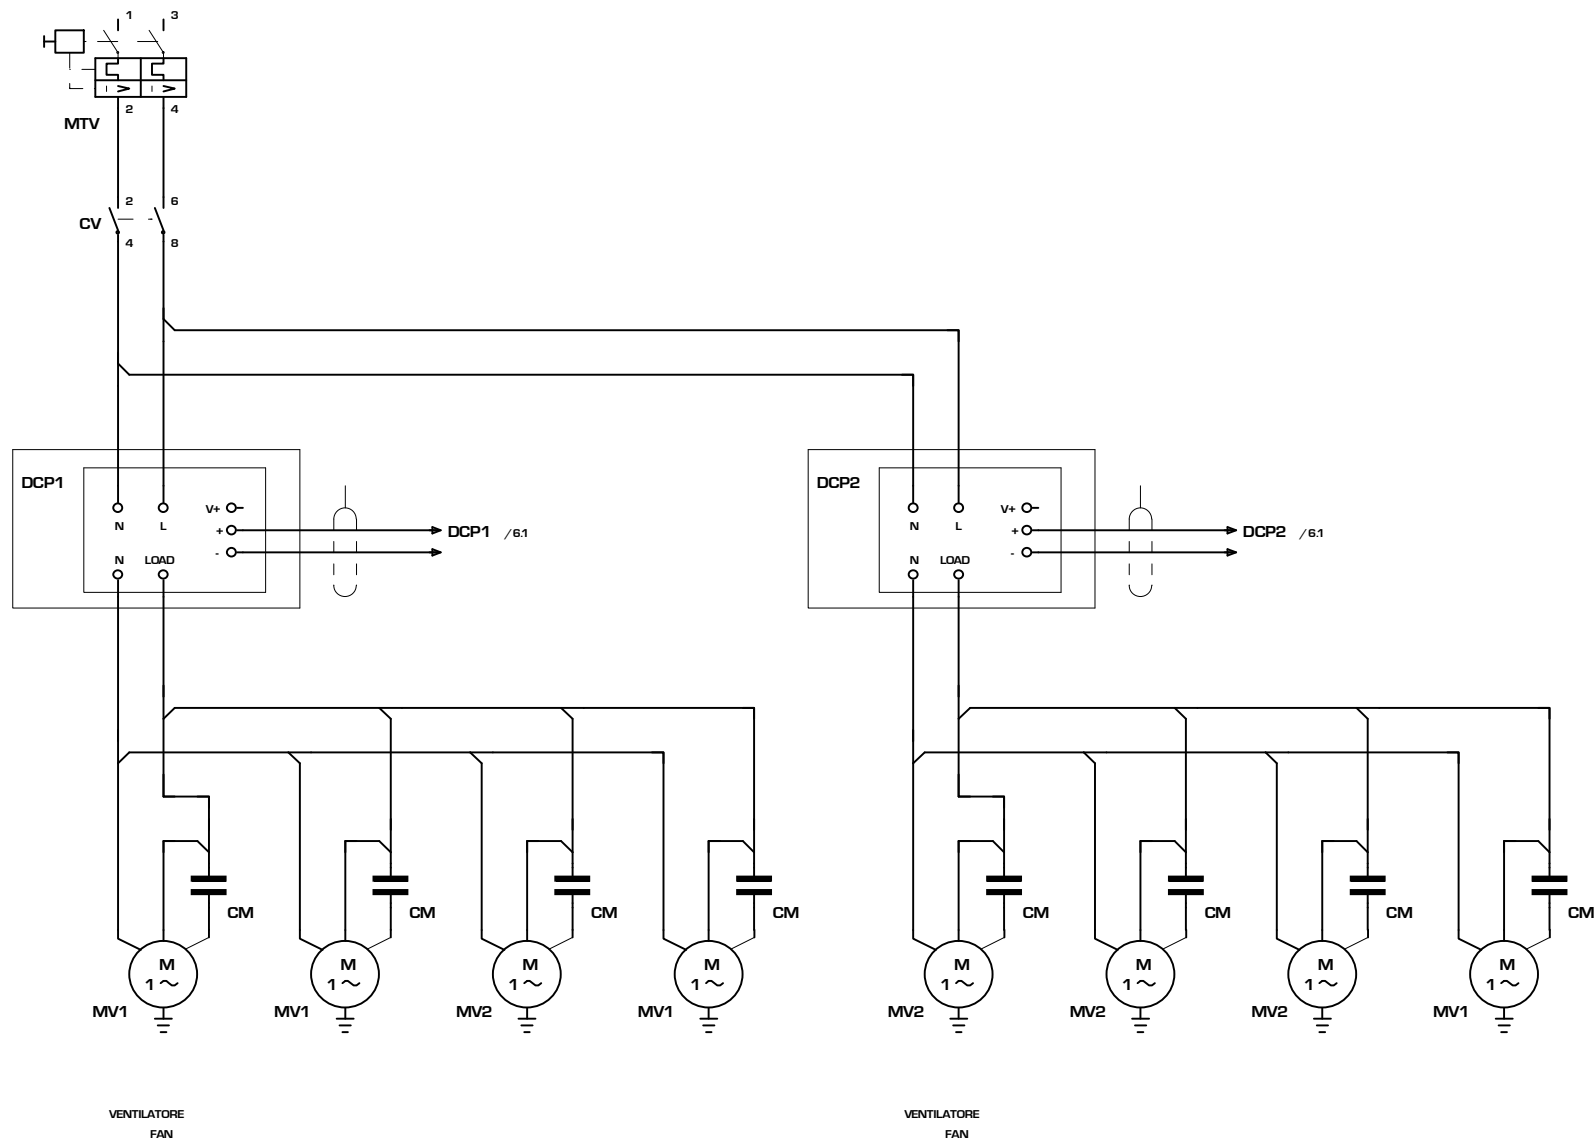 1 3
2 4
MTV
2 6
CV
4 8
DCP1 DCP2
V+ V+
N L N L
+ DCP1 /6.1 + DCP2 /6.1
N LOAD - N LOAD -
CM CM CM CM CM CM CM CM
M M M M M M M M
1~ 1~ 1~ 1~ 1~ 1~ 1~ 1~
MV1 MV1 MV2 MV1 MV2 MV2 MV2 MV1
VENTILATORE VENTILATORE
FAN FAN